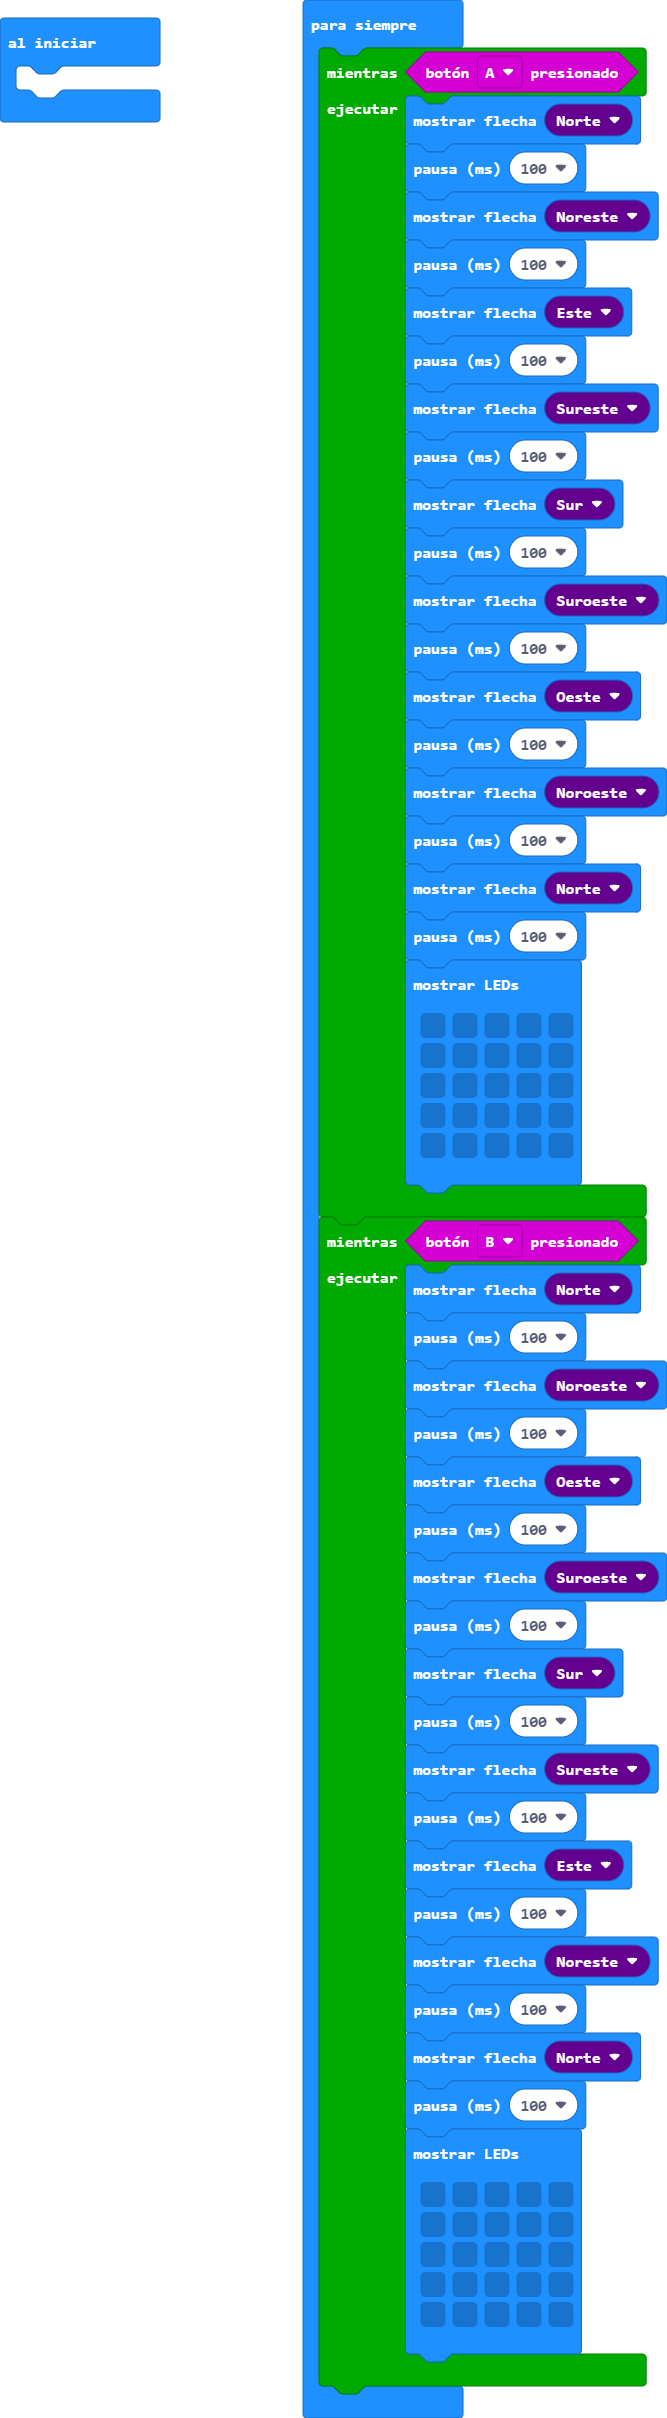 al iniciar
para siempre
mientras botón A presionado
ejecutar
mostrar flecha Norte
pausa (ms) 100
mostrar flecha Noreste
pausa (ms) 100
mostrar flecha Este
pausa (ms) 100
mostrar flecha Sureste
pausa (ms) 100
mostrar flecha Sur
pausa (ms) 100
mostrar flecha Suroeste
pausa (ms) 100
mostrar flecha Oeste
pausa (ms) 100
mostrar flecha Noroeste
pausa (ms) 100
mostrar flecha Norte
pausa (ms) 100
mostrar LEDs
mientras botón B presionado
ejecutar
mostrar flecha Norte
pausa (ms) 100
mostrar flecha Noroeste
pausa (ms) 100
mostrar flecha Oeste
pausa (ms) 100
mostrar flecha Suroeste
pausa (ms) 100
mostrar flecha Sur
pausa (ms) 100
mostrar flecha Sureste
pausa (ms) 100
mostrar flecha Este
pausa (ms) 100
mostrar flecha Noreste
pausa (ms) 100
mostrar flecha Norte
pausa (ms) 100
mostrar LEDs